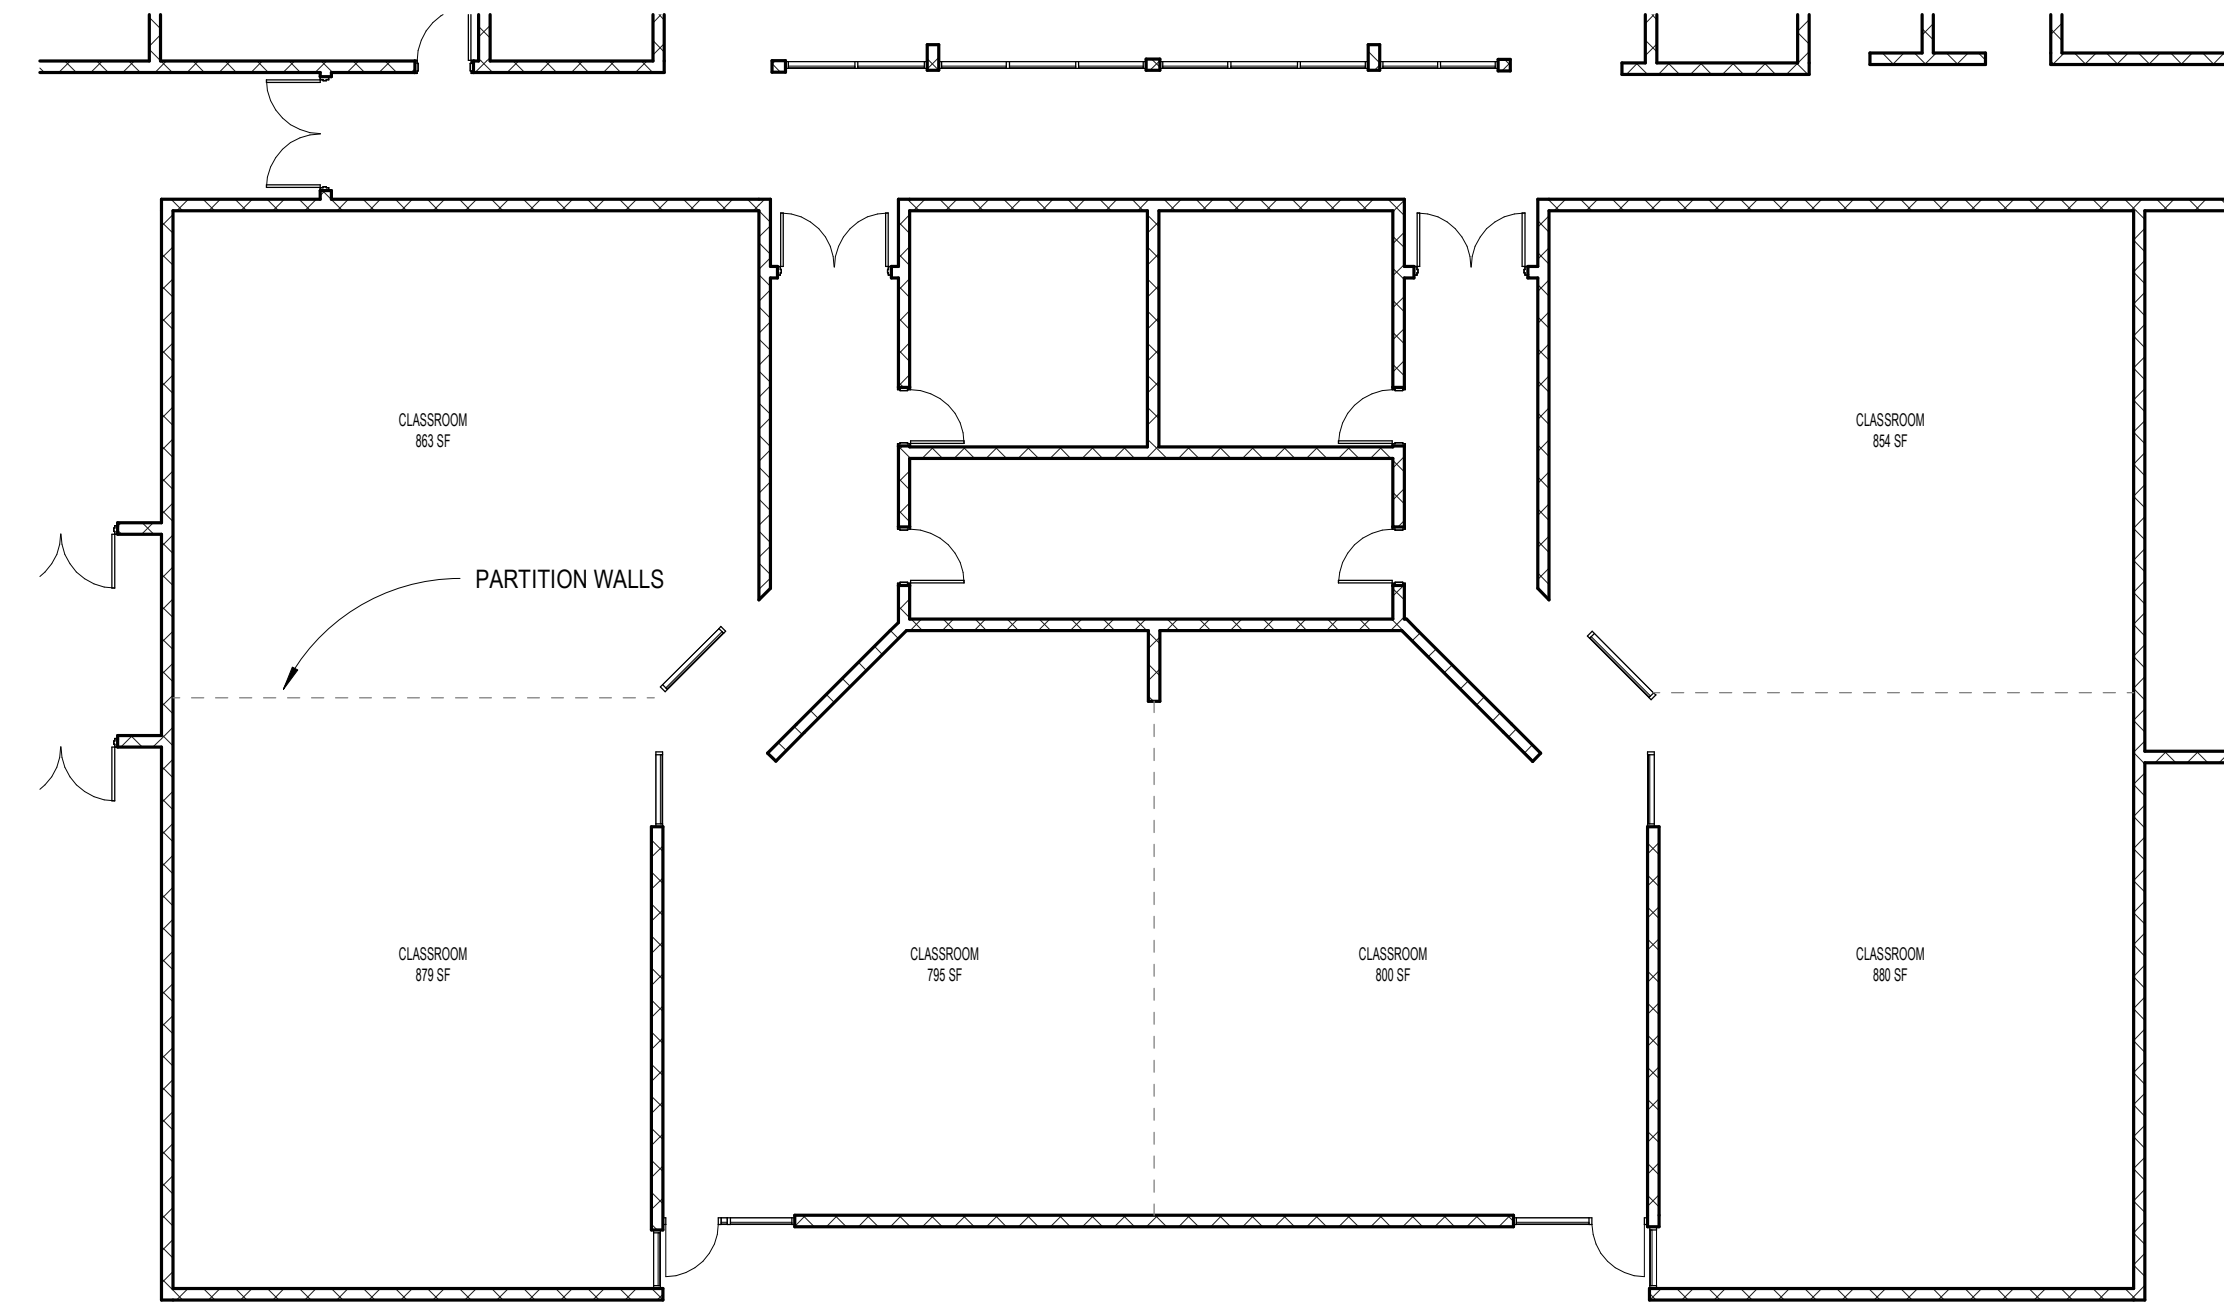 CLASSROOM
863 SF
CLASSROOM
854 SF
PARTITION WALLS
CLASSROOM
879 SF
CLASSROOM
795 SF
CLASSROOM
800 SF
CLASSROOM
880 SF